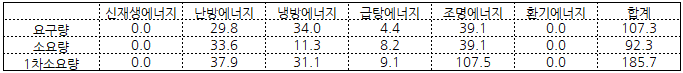 신재생에너지 난방에너지 냉방에너지 급탕에너지 조명에너지 환기에너지 합계
요구량 0.0 29.8 34.0 4.4 39.1 0.0 107.3
소요량 0.0 33.6 11.3 8.2 39.1 0.0 92.3
1차소요량 0.0 37.9 31.1 9.1 107.5 0.0 185.7